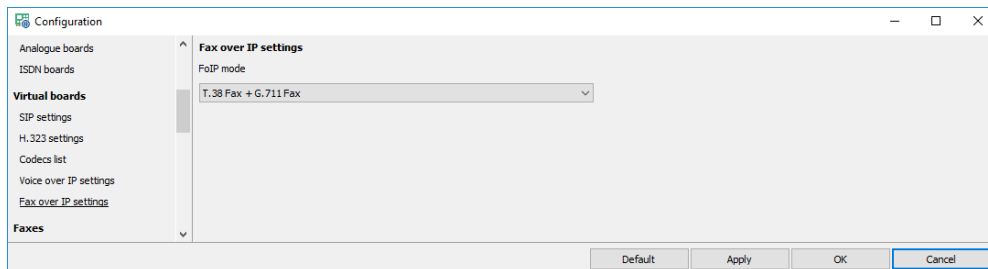 Configuration
Analogue boards
ISDN boards
Virtual boards
SIP settings
H.323 settings
Codecs list
Voice over IP settings
Fax over IP settings
Faxes
Fax over IP settings
FoIP mode
T.38 Fax + G.711 Fax
Default
Apply
OK
Cancel